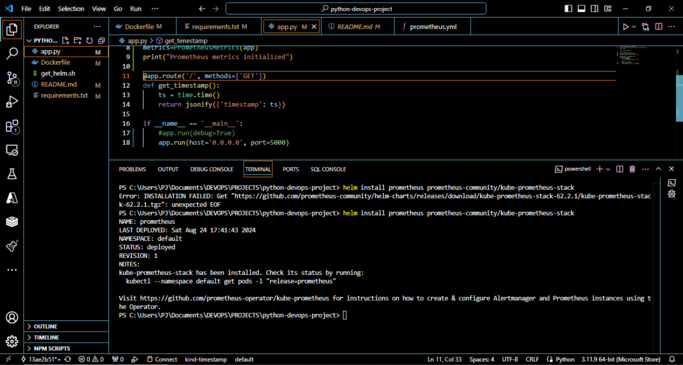 File Edit Selection View Go Run ··· python-devops-project
EXPLORER
PYTHON...
app.py M
Dockerfile M
get_helm.sh
README.md M
requirements.txt M
OUTLINE
TIMELINE
NPM SCRIPTS
Dockerfile M requirements.txt M app.py M README.md M prometheus.yml
app.py > get_timestamp
8 metrics=PrometheusMetrics(app)
9 print("Prometheus metrics initialized")
10
11 @app.route('/', methods=['GET'])
12 def get_timestamp():
13 ts = time.time()
14 return jsonify({'timestamp': ts})
15
16 if __name__ == '__main__':
17 #app.run(debug=True)
18 app.run(host='0.0.0.0', port=5000)
PROBLEMS OUTPUT DEBUG CONSOLE TERMINAL PORTS SQL CONSOLE powershell
PS C:\Users\PJ\Documents\DEVOPS\PROJECTS\python-devops-project> helm install prometheus prometheus-community/kube-prometheus-stack
Error: INSTALLATION FAILED: Get "https://github.com/prometheus-community/helm-charts/releases/download/kube-prometheus-stack-62.2.1/kube-prometheus-stac
k-62.2.1.tgz": unexpected EOF
PS C:\Users\PJ\Documents\DEVOPS\PROJECTS\python-devops-project> helm install prometheus prometheus-community/kube-prometheus-stack
NAME: prometheus
LAST DEPLOYED: Sat Aug 24 17:41:43 2024
NAMESPACE: default
STATUS: deployed
REVISION: 1
NOTES:
kube-prometheus-stack has been installed. Check its status by running:
kubectl --namespace default get pods -l "release=prometheus"
Visit https://github.com/prometheus-operator/kube-prometheus for instructions on how to create & configure Alertmanager and Prometheus instances using t
he Operator.
PS C:\Users\PJ\Documents\DEVOPS\PROJECTS\python-devops-project>
13ae2b51*+ 0 0 0 Connect kind-timestamp default Ln 11, Col 33 Spaces: 4 UTF-8 CRLF Python 3.11.9 64-bit (Microsoft Store)